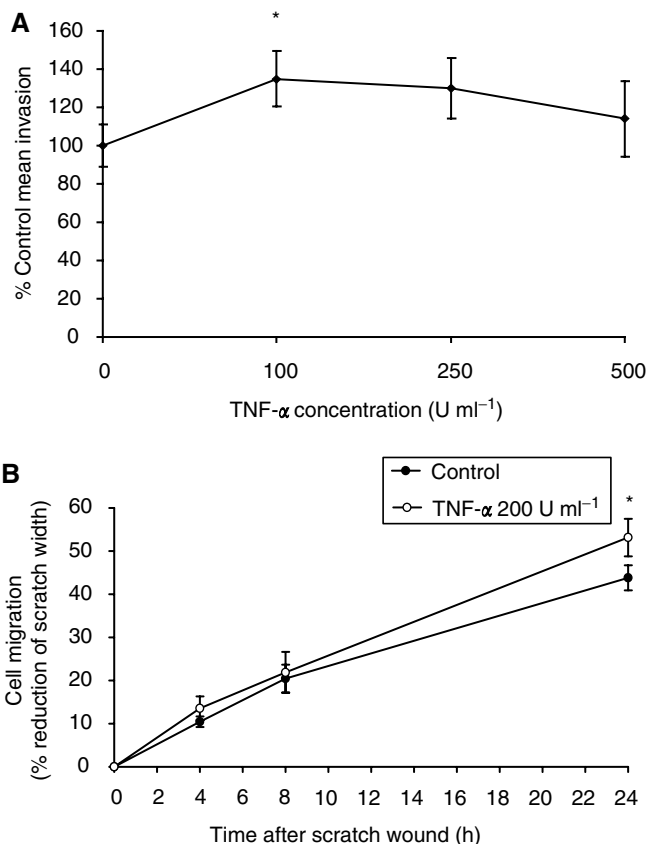 A
*
160
140
120
100
80
60
40
20
0
% Control mean invasion
0 100 250 500
TNF-α concentration (U ml⁻¹)
B
Control
TNF-α 200 U ml⁻¹
*
60
50
40
30
20
10
0
Cell migration
(% reduction of scratch width)
0 2 4 6 8 10 12 14 16 18 20 22 24
Time after scratch wound (h)